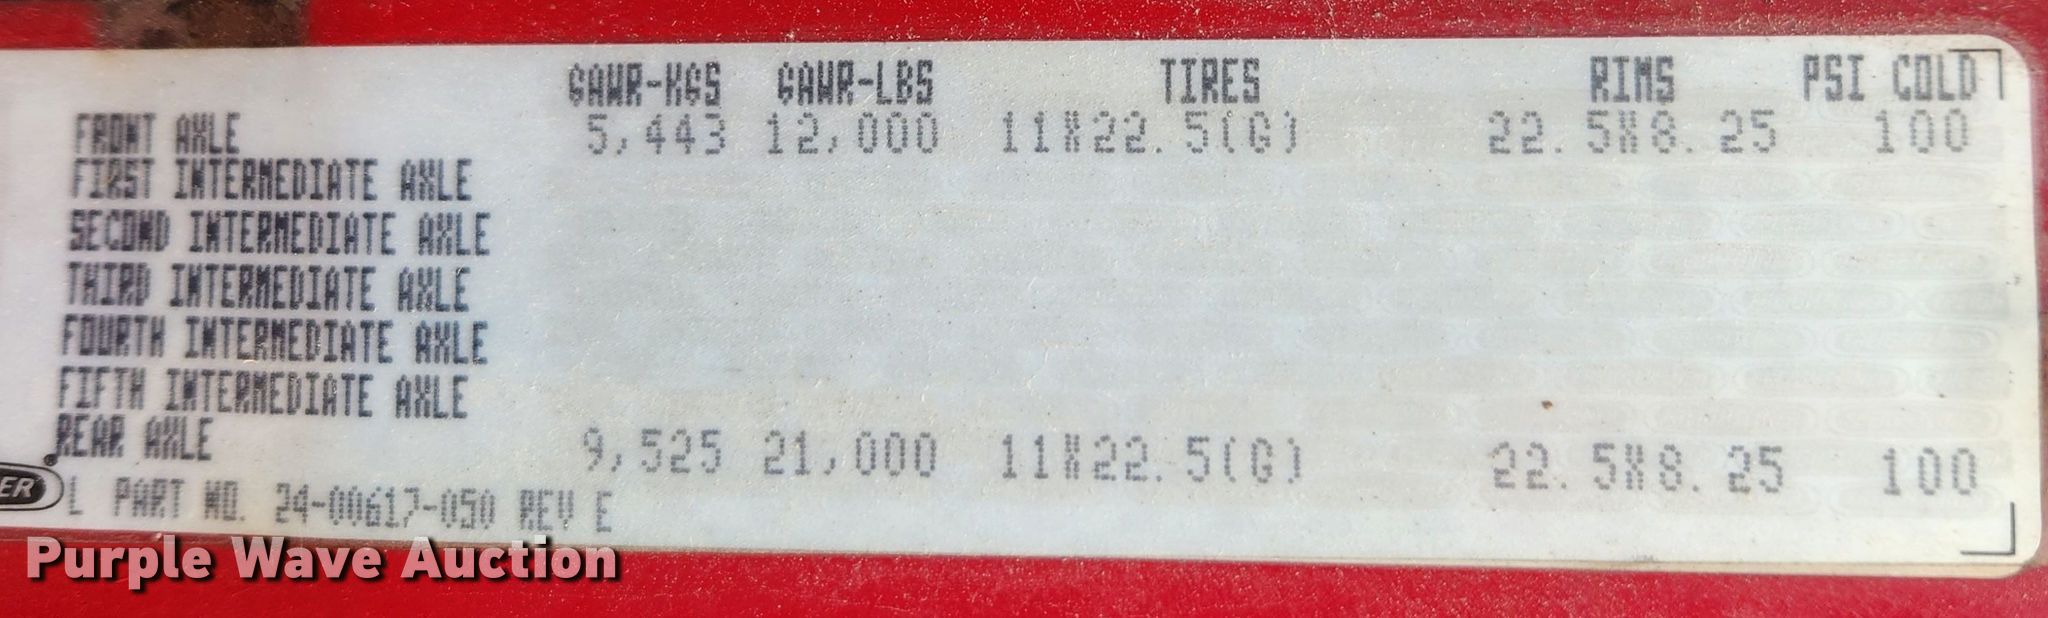 GAWR-KGS GAWR-LBS TIRES RIMS PSI COLD
FRONT AXLE 5,443 12,000 11X22.5(G) 22.5X8.25 100
FIRST INTERMEDIATE AXLE
SECOND INTERMEDIATE AXLE
THIRD INTERMEDIATE AXLE
FOURTH INTERMEDIATE AXLE
FIFTH INTERMEDIATE AXLE
REAR AXLE 9,525 21,000 11X22.5(G) 22.5X8.25 100
ER® L PART NO. 24-00617-050 REV E
Purple Wave Auction